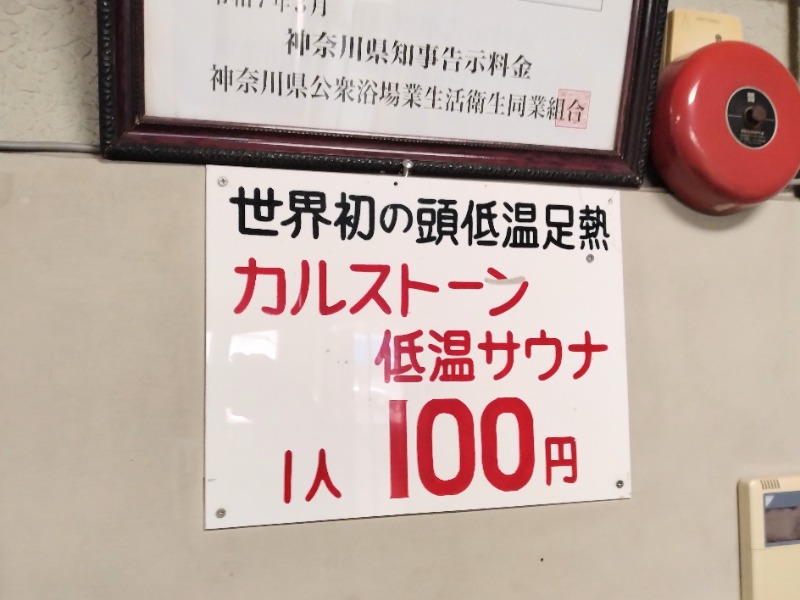 神奈川県知事告示料金
神奈川県公衆浴場業生活衛生同業組合
世界初の頭低温足熱
カルストーン
低温サウナ
1人 100円